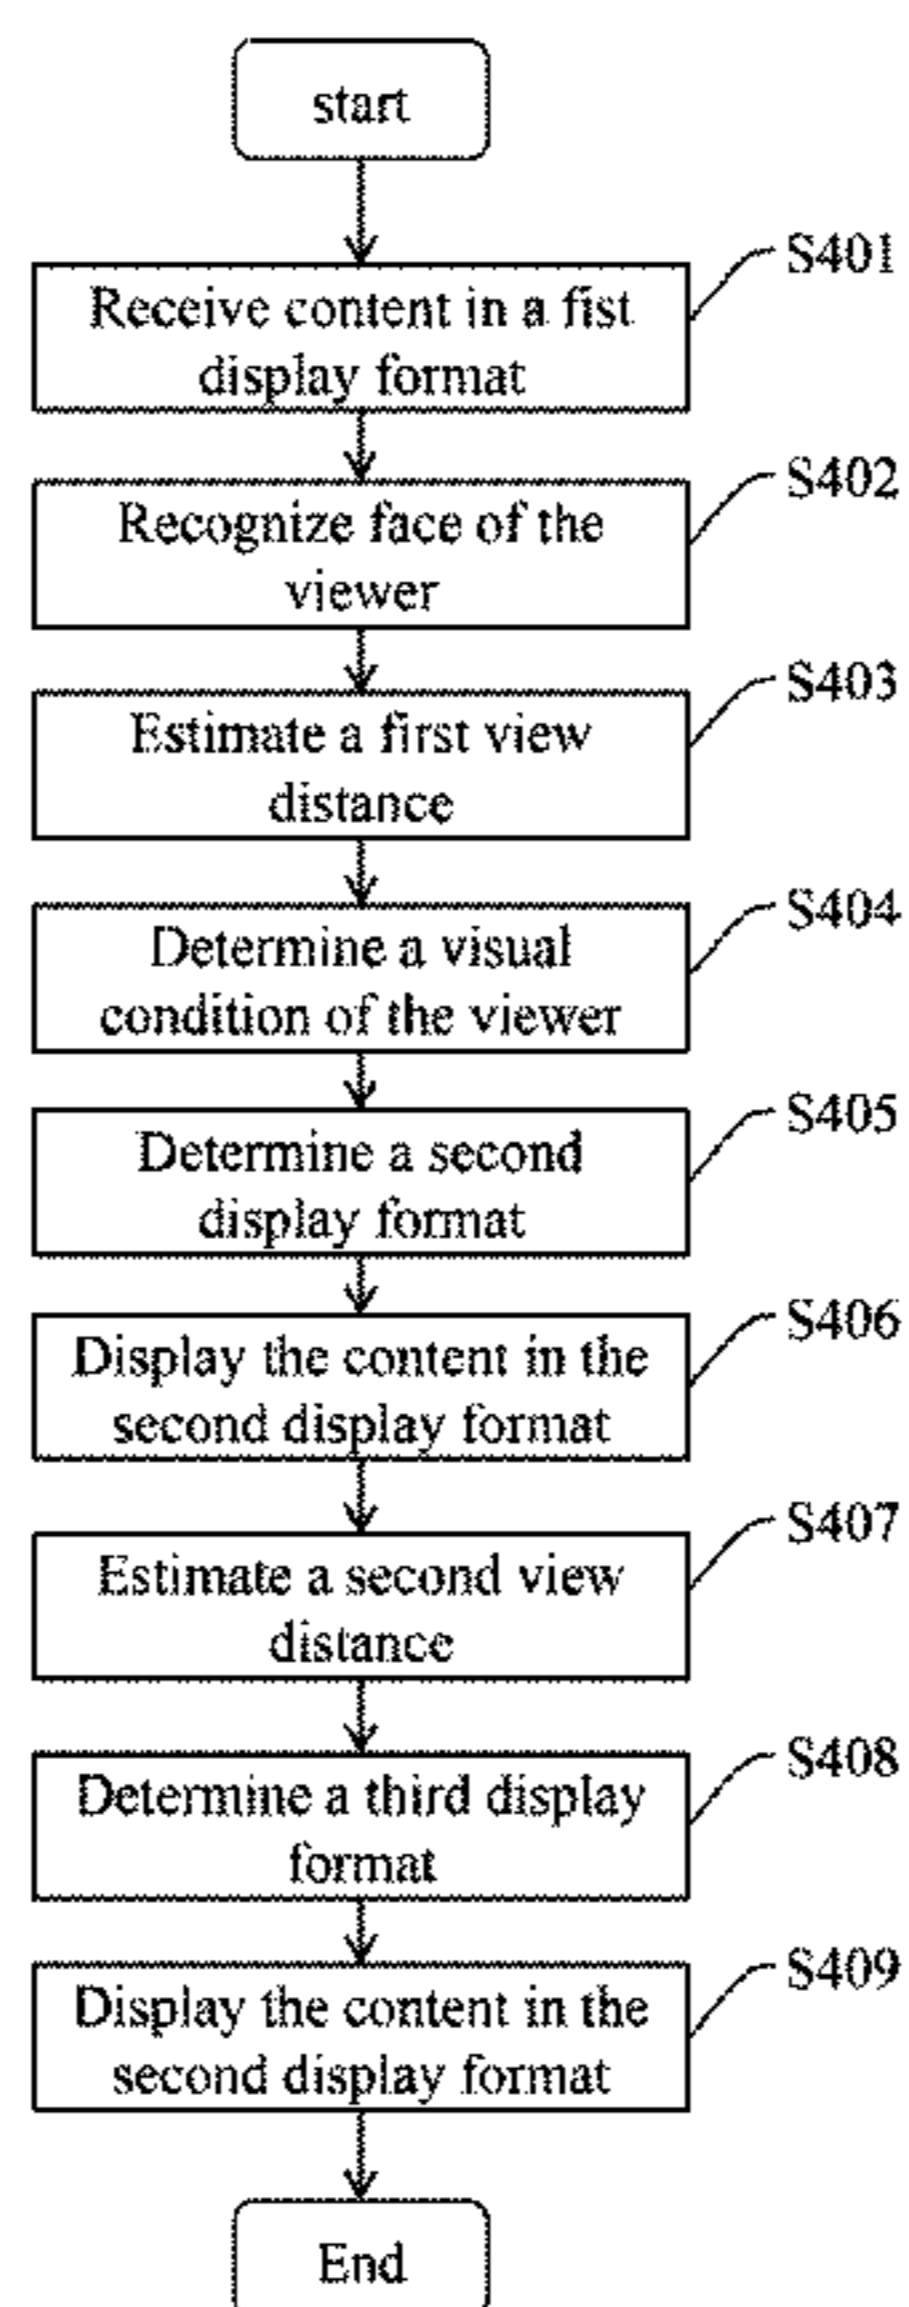 start
S401
Receive content in a fist
display format
S402
Recognize face of the
viewer
S403
Estimate a first view
distance
S404
Determine a visual
condition of the viewer
S405
Determine a second
display format
S406
Display the content in the
second display format
S407
Estimate a second view
distance
S408
Determine a third display
format
S409
Display the content in the
second display format
End